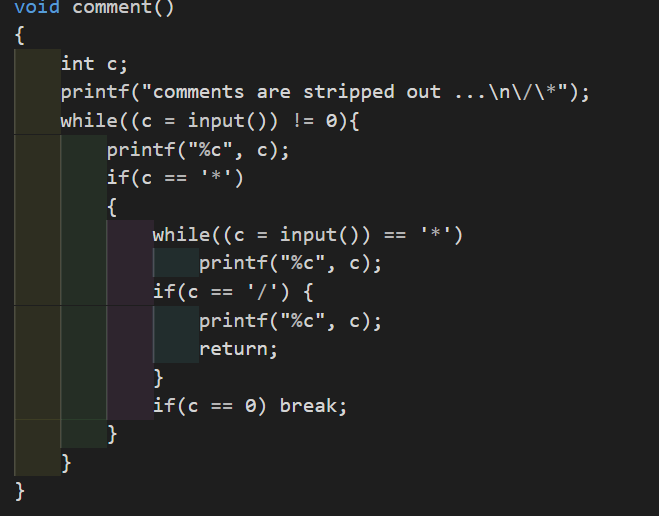 void comment()
{
int c;
printf("comments are stripped out ...\n\/\*");
while((c = input()) != 0){
printf("%c", c);
if(c == '*')
{
while((c = input()) == '*')
printf("%c", c);
if(c == '/') {
printf("%c", c);
return;
}
if(c == 0) break;
}
}
}